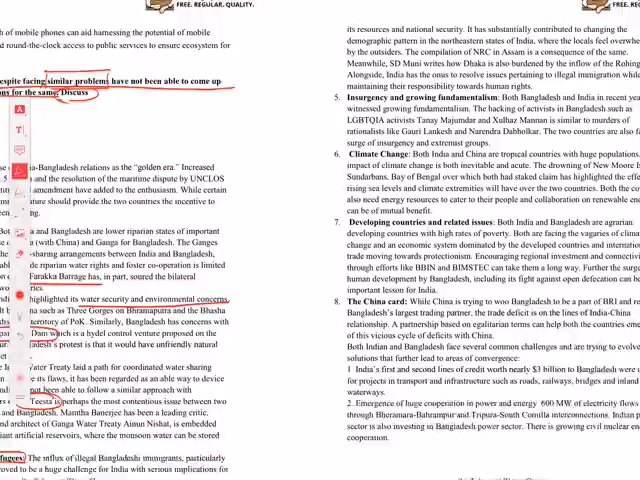 FREE. REGULAR. QUALITY.
h of mobile phones can aid harnessing the potential of mobile
d round-the-clock access to public services to ensure ecosystem for
espite facing similar problems have not been able to come up
ons for the same. Discuss
ia-Bangladesh relations as the "golden era." Increased
and the resolution of the maritime dispute by UNCLOS
amendment have added to the enthusiasm. While certain
ature should provide the two countries the incentive to
and Bangladesh are lower riparian states of important
(with China) and Ganga for Bangladesh. The Ganges
-sharing arrangements between India and Bangladesh,
de riparian water rights and foster co-operation is limited
Farakka Barrage has, in part, soured the bilateral
highlighted its water security and environmental concerns
such as Three Gorges on Bhramaputra and the Bhasha
territory of PoK. Similarly, Bangladesh has concerns with
Dam which is a hydel control venture proposed on the
ladesh's protest is that it would have unfriendly natural
Water Treaty laid a path for coordinated water sharing
its flaws, it has been regarded as an able way to device
not been able to follow a similar approach with
Teesta is perhaps the most contentious issue between two
and Bangladesh. Mamtha Banerjee has been a leading critic.
nd architect of Ganga Water Treaty Ainun Nishat, is embedded
iant artificial reservoirs, where the monsoon water can be stored
fugees: The influx of illegal Bangladeshi immigrants, particularly
oved to be a huge challenge for India with serious implications for
FREE. REGULAR. QU
its resources and national security. It has substantially contributed to changing the
demographic pattern in the northeastern states of India, where the locals feel overwhe
by the outsiders. The compilation of NRC in Assam is a consequence of the same.
Meanwhile, SD Muni writes how Dhaka is also burdened by the inflow of the Rohing
Alongside, India has the onus to resolve issues pertaining to illegal immigration while
maintaining their responsibility towards human rights.
5. Insurgency and growing fundamentalism: Both Bangladesh and India in recent year
witnessed growing fundamentalism. The hacking of activists in Bangladesh such as
LGBTQIA activists Tanay Majumdar and Xulhaz Mannan is similar to murders of
rationalists like Gauri Lankesh and Narendra Dabholkar. The two countries are also fa
surge of insurgency and extremist groups.
6. Climate Change: Both India and China are tropical countries with huge populations.
impact of climate change is both inevitable and acute. The drowning of New Moore Is
Sundarbans, Bay of Bengal over which both had staked claim has highlighted the effe
rising sea levels and climate extremities will have over the two countries. Both the co
also need energy resources to cater to their people and collaboration on renewable en
can be of mutual benefit.
7. Developing countries and related issues: Both India and Bangladesh are agrarian
developing countries with high rates of poverty. Both are facing the vagaries of clima
change and an economic system dominated by the developed countries and internation
trade moving towards protectionism. Encouraging regional investment and connectivi
through efforts like BBIN and BIMSTEC can take them a long way. Further the surge
human development by Bangladesh, including its fight against open defecation can be
important lesson for India.
8. The China card: While China is trying to woo Bangladesh to be a part of BRI and re
Bangladesh's largest trading partner, the trade deficit is on the lines of India-China
relationship. A partnership based on egalitarian terms can help both the countries eme
of this vicious cycle of deficits with China.
Both Indian and Bangladesh face several common challenges and are trying to evolve
solutions that further lead to areas of convergence:
1 India's first and second lines of credit worth nearly $3 billion to Bangladesh were u
for projects in transport and infrastructure such as roads, railways, bridges and inland
waterways.
2. Emergence of huge cooperation in power and energy 600 MW of electricity flows
through Bheramara-Bahrampur and Tripura-South Comilla interconnections. Indian p
sector is also investing in Bangladesh power sector. There is growing civil nuclear en
cooperation.